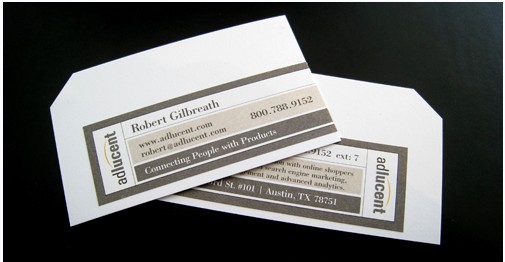 adlucent
Robert Gilbreath
www.adlucent.com 800.788.9152
robert@adlucent.com
Connecting People with Products
adlucent
9152 ext: 7
with online shoppers
search engine marketing,
and advanced analytics.
St. #101 | Austin, TX 78751